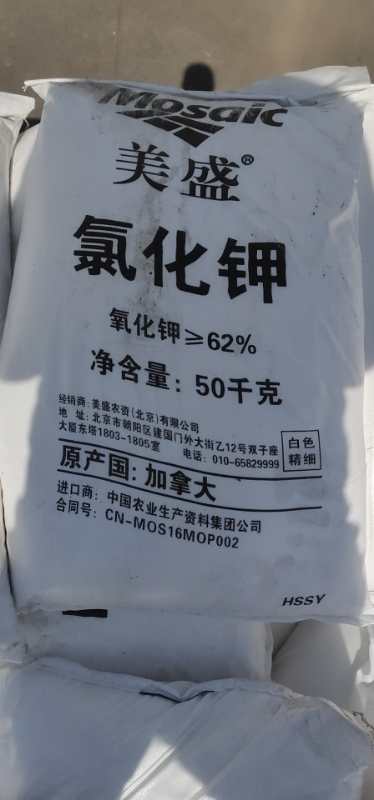 Mosaic
美盛®
氯化钾
氧化钾≥62%
净含量：50千克
经销商：美盛农资(北京)有限公司
地 址：北京市朝阳区建国门外大街乙12号双子座
大厦东塔1803-1805室 电话：010-65829999
白色
精细
原产国：加拿大
进口商：中国农业生产资料集团公司
合同号：CN-MOS16MOP002
HSSY